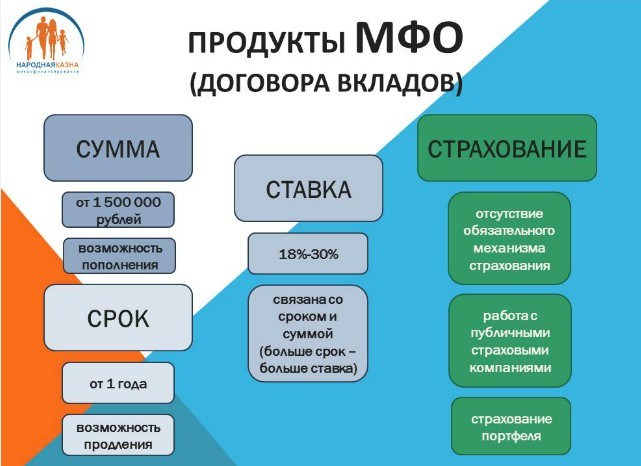 НАРОДНАЯКАЗНА
микрофинансирование
ПРОДУКТЫ МФО
(ДОГОВОРА ВКЛАДОВ)
СУММА
от 1 500 000
рублей
возможность
пополнения
СРОК
от 1 года
возможность
продления
СТАВКА
18%-30%
связана со
сроком и
суммой
(больше срок –
больше ставка)
СТРАХОВАНИЕ
отсутствие
обязательного
механизма
страхования
работа с
публичными
страховыми
компаниями
страхование
портфеля